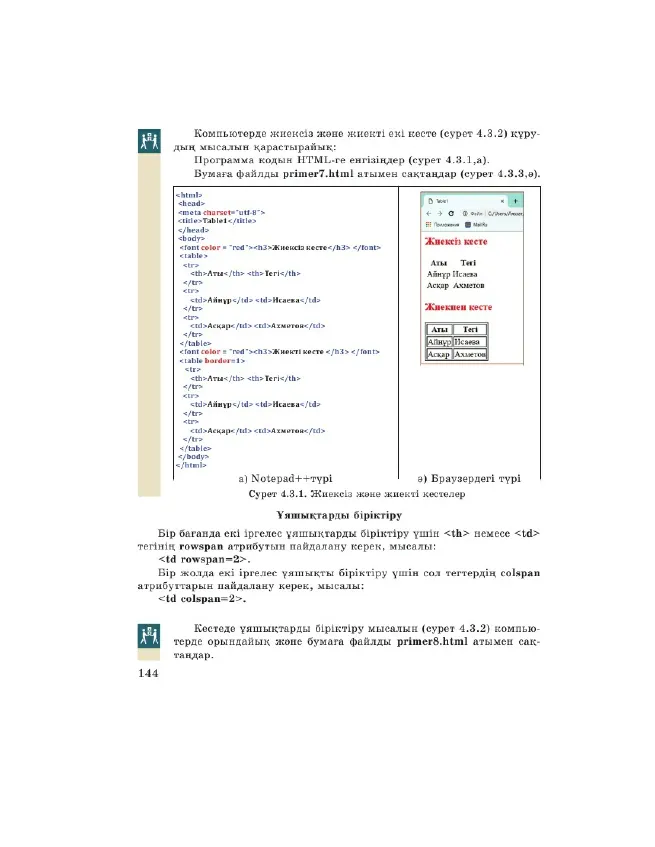 Компьютерде жиексіз және жиекті екі кесте (сурет 4.3.2) құру-
дың мысалын қарастырайық:
Программа кодын HTML-ге енгізіңдер (сурет 4.3.1,а).
Бумаға файлды primer7.html атымен сақтаңдар (сурет 4.3.3,ә).
<html>
<head>
<meta charset="utf-8">
<title>Table1</title>
</head>
<body>
<font color = "red"><h3>Жиексіз кесте</h3> </font>
<table>
<tr>
<th>Аты</th> <th>Тегі</th>
</tr>
<tr>
<td>Айнұр</td> <td>Исаева</td>
</tr>
<tr>
<td>Асқар</td> <td>Ахметов</td>
</tr>
</table>
<font color = "red"><h3>Жиекті кесте </h3> </font>
<table border=1>
<tr>
<th>Аты</th> <th>Тегі</th>
</tr>
<tr>
<td>Айнұр</td> <td>Исаева</td>
</tr>
<tr>
<td>Асқар</td> <td>Ахметов</td>
</tr>
</table>
</body>
</html>
а) Notepad++түрі
Table1
Файл
Приложения Mail.Ru
Жиексіз кесте
Аты Тегі
Айнұр Исаева
Асқар Ахметов
Жиекпен кесте
Аты Тегі
Айнұр Исаева
Асқар Ахметов
ә) Браузердегі түрі
Сурет 4.3.1. Жиексіз және жиекті кестелер
Ұяшықтарды біріктіру
Бір бағанда екі іргелес ұяшықтарды біріктіру үшін <th> немесе <td>
тегінің rowspan атрибутын пайдалану керек, мысалы:
<td rowspan=2>.
Бір жолда екі іргелес ұяшықты біріктіру үшін сол тегтердің colspan
атрибуттарын пайдалану керек, мысалы:
<td colspan=2>.
Кестеде ұяшықтарды біріктіру мысалын (сурет 4.3.2) компью-
терде орындайық және бумаға файлды primer8.html атымен сақ-
таңдар.
144